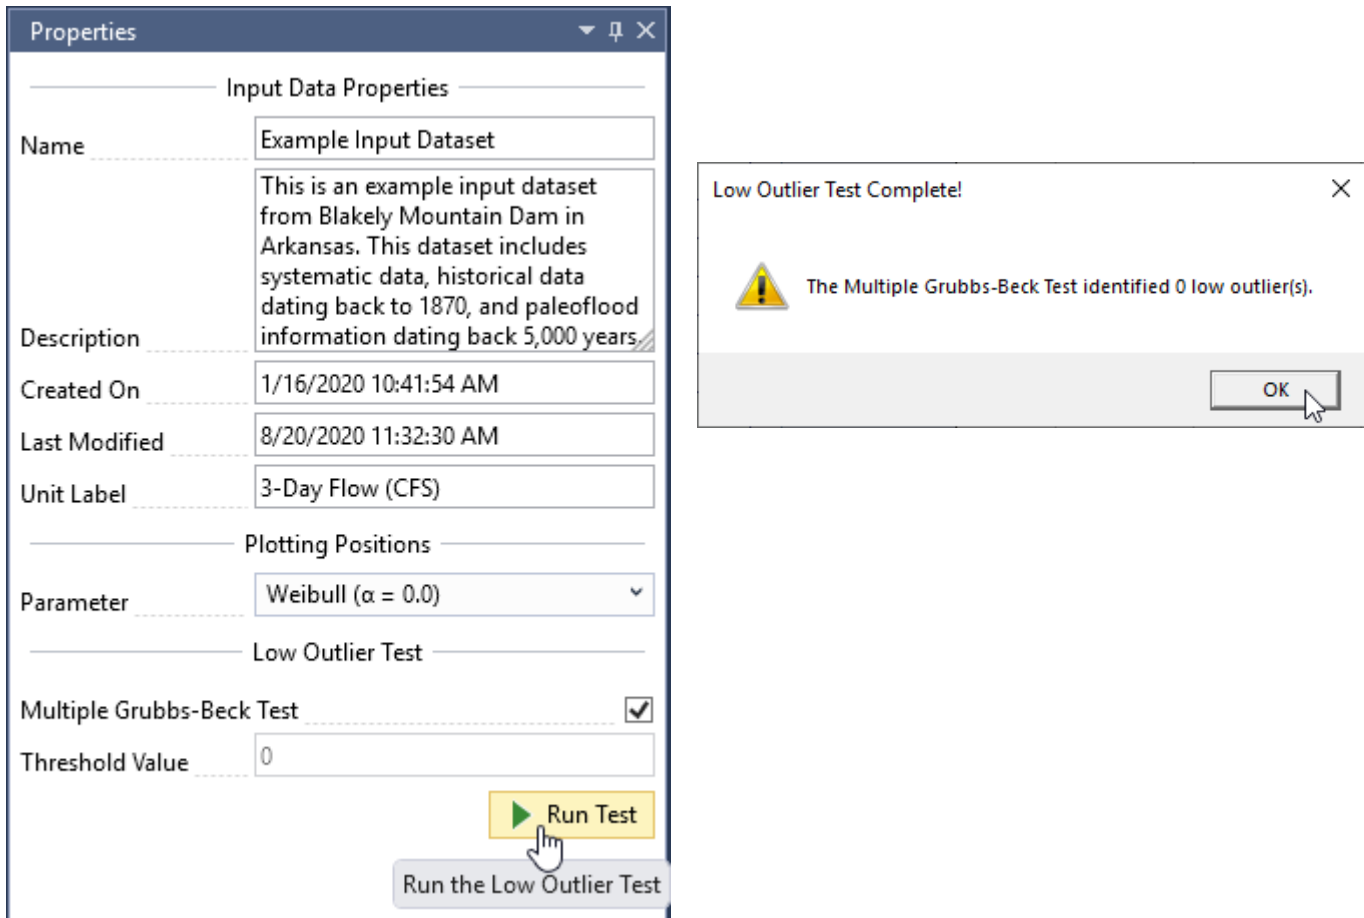 Properties
Input Data Properties
Name
Example Input Dataset
Description
This is an example input dataset
from Blakely Mountain Dam in
Arkansas. This dataset includes
systematic data, historical data
dating back to 1870, and paleoflood
information dating back 5,000 years.
Created On
1/16/2020 10:41:54 AM
Last Modified
8/20/2020 11:32:30 AM
Unit Label
3-Day Flow (CFS)
Plotting Positions
Parameter
Weibull (α = 0.0)
Low Outlier Test
Multiple Grubbs-Beck Test
Threshold Value
0
Run Test
Run the Low Outlier Test
Low Outlier Test Complete!
The Multiple Grubbs-Beck Test identified 0 low outlier(s).
OK